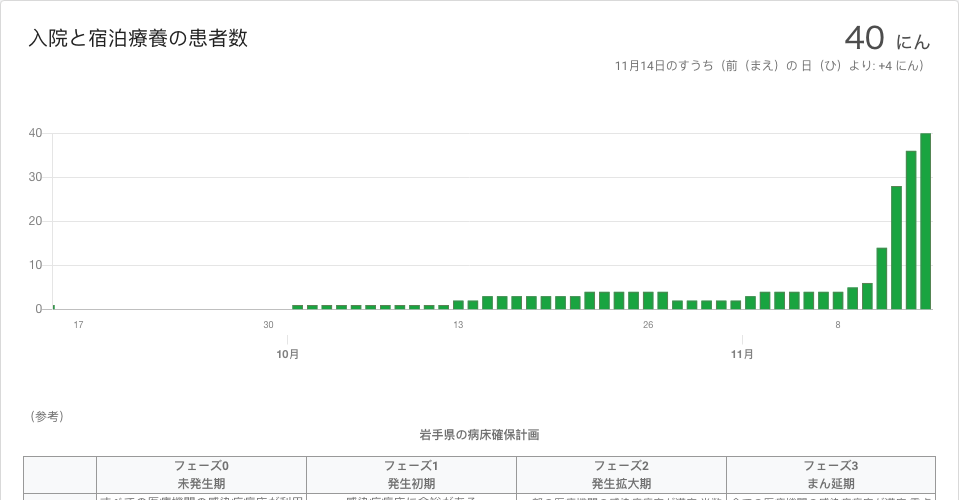 入院と宿泊療養の患者数
40 にん
11月14日のすうち（前（まえ）の 日（ひ）より: +4 にん）
40
30
20
10
0
17 30 13 26 8
10月 11月
（参考）
岩手県の病床確保計画
フェーズ0 フェーズ1 フェーズ2 フェーズ3
未発生期 発生初期 発生拡大期 まん延期